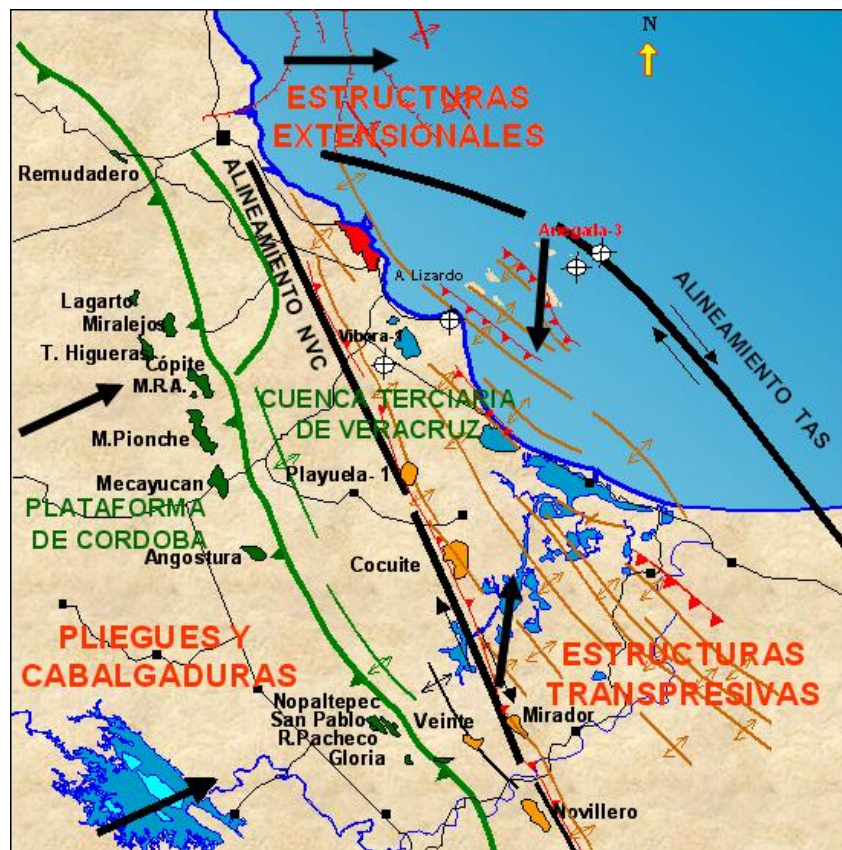 N
ESTRUCTURAS
EXTENSIONALES
Remudadero
ALINEAMIENTO NVC
Anegada-3
A. Lizardo
ALINEAMIENTO TAS
Lagarto
Miralejos
T. Higueras
Cópite
M.R.A.
Vibora-1
CUENCA TERCIARIA
DE VERACRUZ
M.Pionche
Mecayucan
Playuela- 1
PLATAFORMA
DE CORDOBA
Angostura
Cocuite
PLIEGUES Y
CABALGADURAS
ESTRUCTURAS
TRANSPRESIVAS
Nopaltepec
San Pablo
R.Pacheco
Gloria
Veinte
Mirador
Novillero